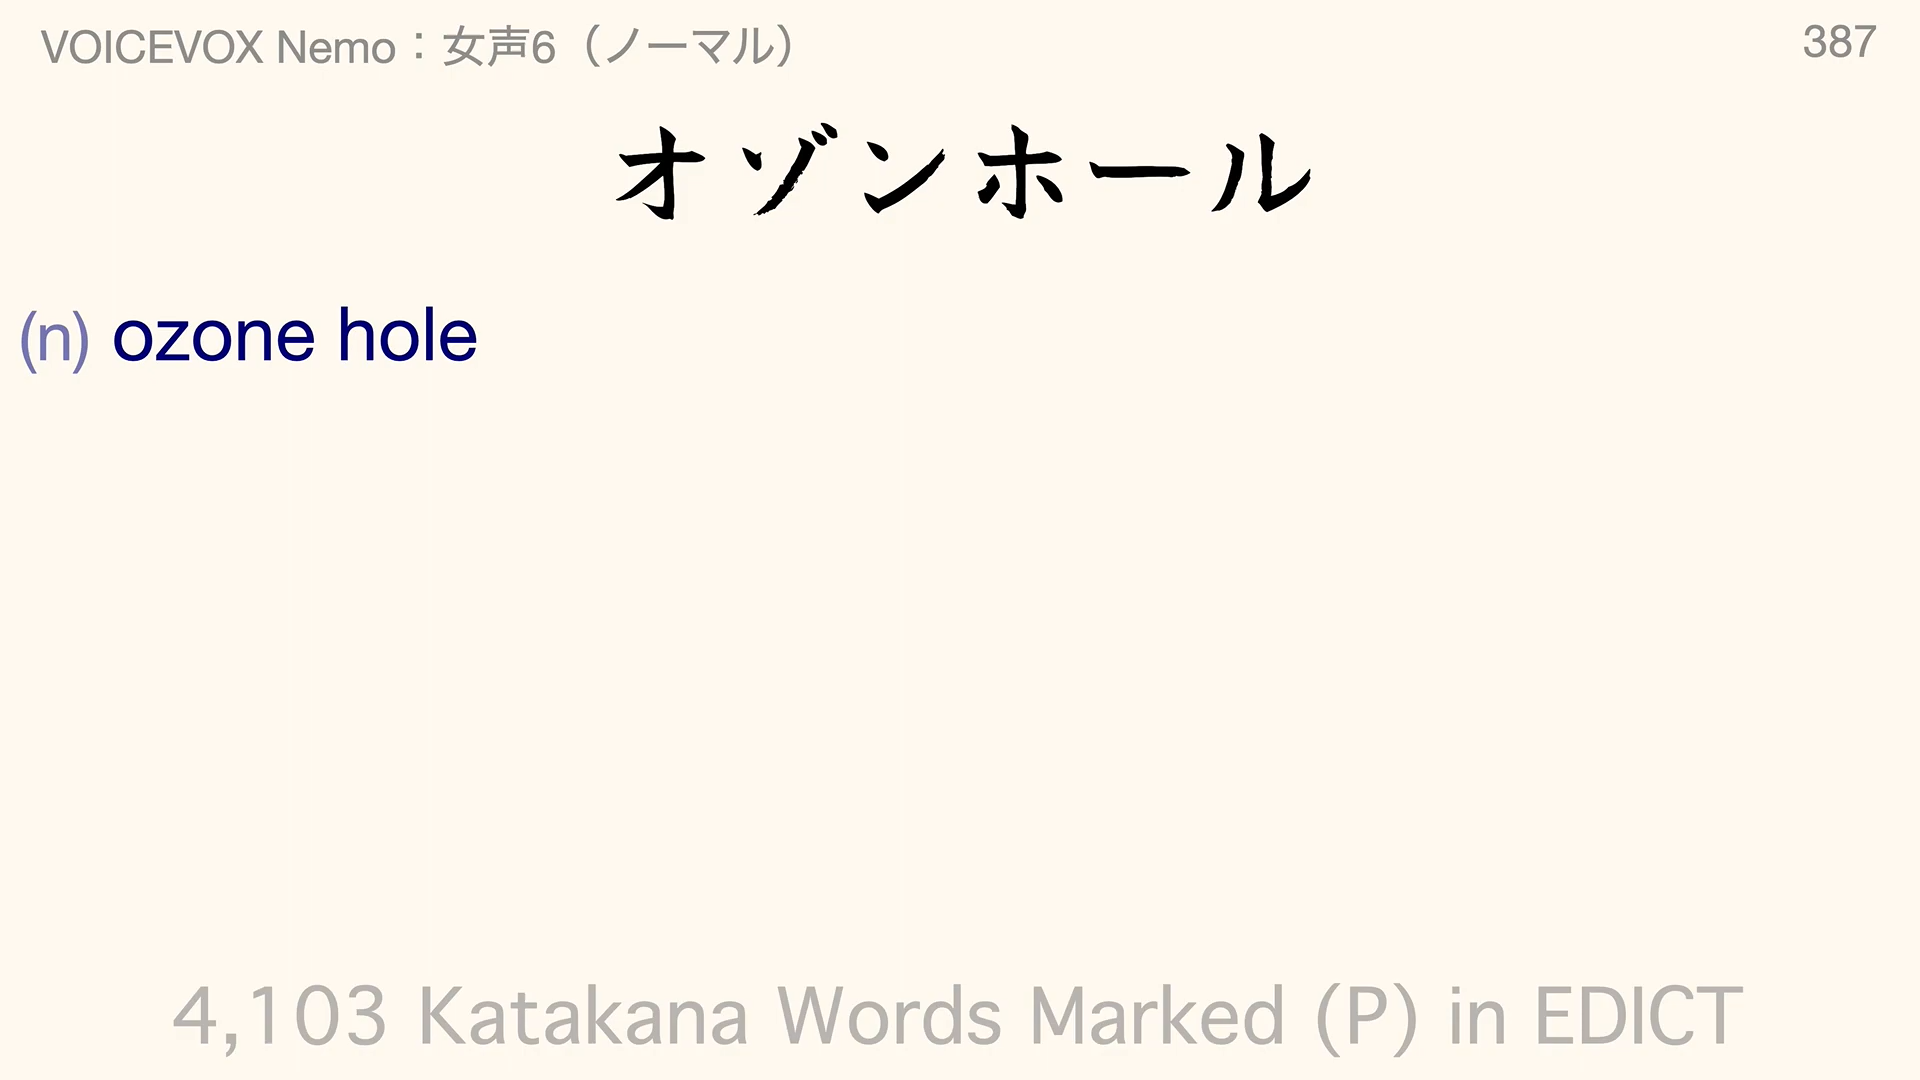 VOICEVOX Nemo：女声6（ノーマル）
387
オゾンホール
(n) ozone hole
4,103 Katakana Words Marked (P) in EDICT